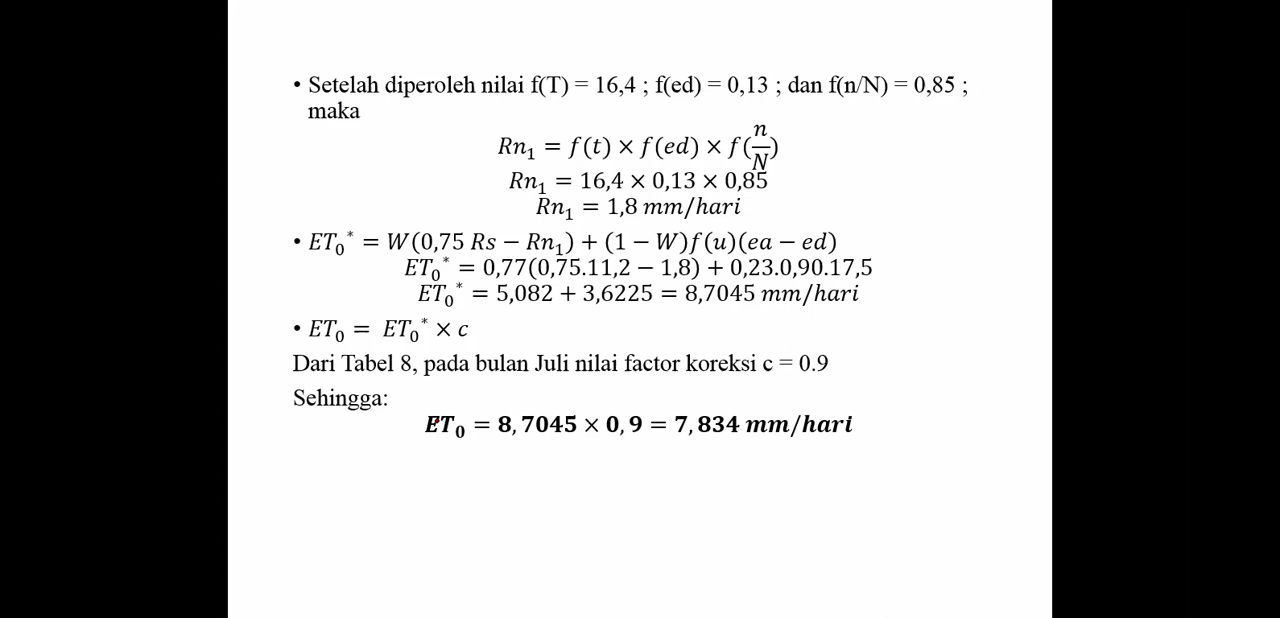 • Setelah diperoleh nilai f(T) = 16,4 ; f(ed) = 0,13 ; dan f(n/N) = 0,85 ;
maka
Rn₁ = f(t) × f(ed) × f(n/N)
Rn₁ = 16,4 × 0,13 × 0,85
Rn₁ = 1,8 mm/hari
• ET₀* = W(0,75 Rs − Rn₁) + (1 − W)f(u)(ea − ed)
ET₀* = 0,77(0,75.11,2 − 1,8) + 0,23.0,90.17,5
ET₀* = 5,082 + 3,6225 = 8,7045 mm/hari
• ET₀ = ET₀* × c
Dari Tabel 8, pada bulan Juli nilai factor koreksi c = 0.9
Sehingga:
ET₀ = 8,7045 × 0,9 = 7,834 mm/hari